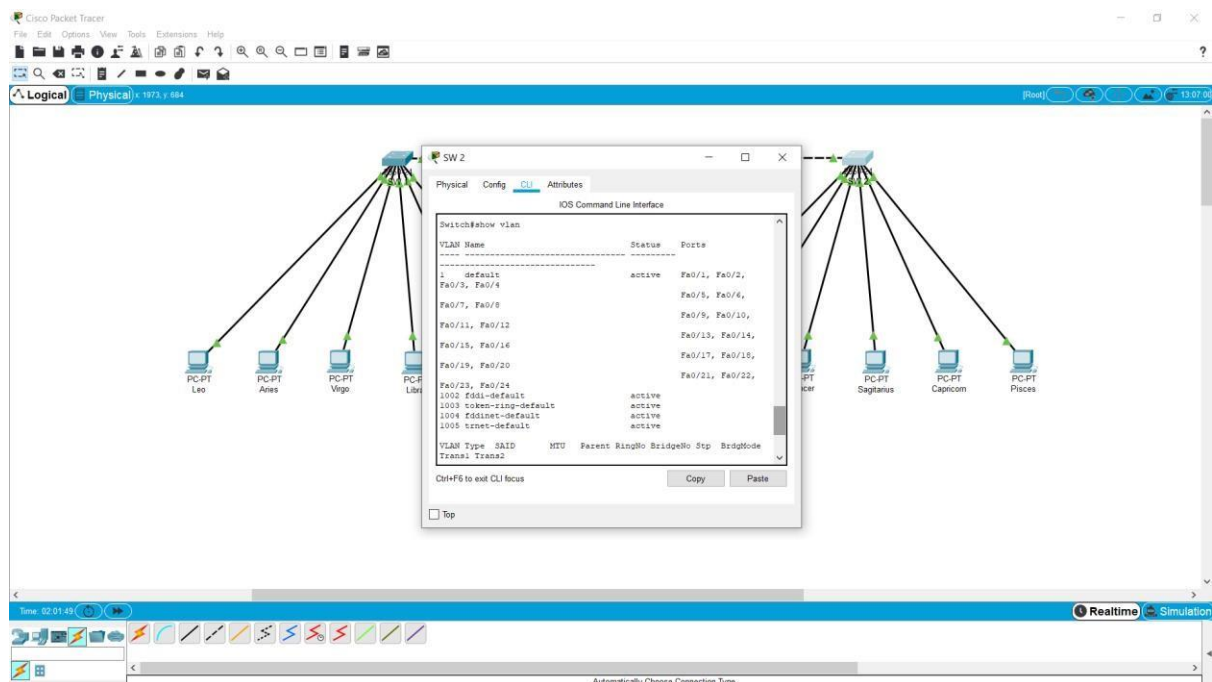 Cisco Packet Tracer
File Edit Options View Tools Extensions Help
?
Logical Physical x: 1973, y: 684 [Root] 13:07:00
SW 2
Physical Config CLI Attributes
IOS Command Line Interface
Switch#show vlan
VLAN Name Status Ports
---- -------------------------------- ---------
-------------------------------
1 default active Fa0/1, Fa0/2,
Fa0/3, Fa0/4
Fa0/5, Fa0/6,
Fa0/7, Fa0/8
Fa0/9, Fa0/10,
Fa0/11, Fa0/12
Fa0/13, Fa0/14,
Fa0/15, Fa0/16
Fa0/17, Fa0/18,
Fa0/19, Fa0/20
Fa0/21, Fa0/22,
Fa0/23, Fa0/24
1002 fddi-default active
1003 token-ring-default active
1004 fddinet-default active
1005 trnet-default active
VLAN Type SAID MTU Parent RingNo BridgeNo Stp BrdgMode
Trans1 Trans2
Ctrl+F6 to exit CLI focus
Copy Paste
Top
PC-PT
Leo
PC-PT
Aries
PC-PT
Virgo
PC-P
Libra
-PT
cer
PC-PT
Sagitarius
PC-PT
Capricorn
PC-PT
Pisces
Time: 02:01:49 Realtime Simulation
Automatically Choose Connection Type